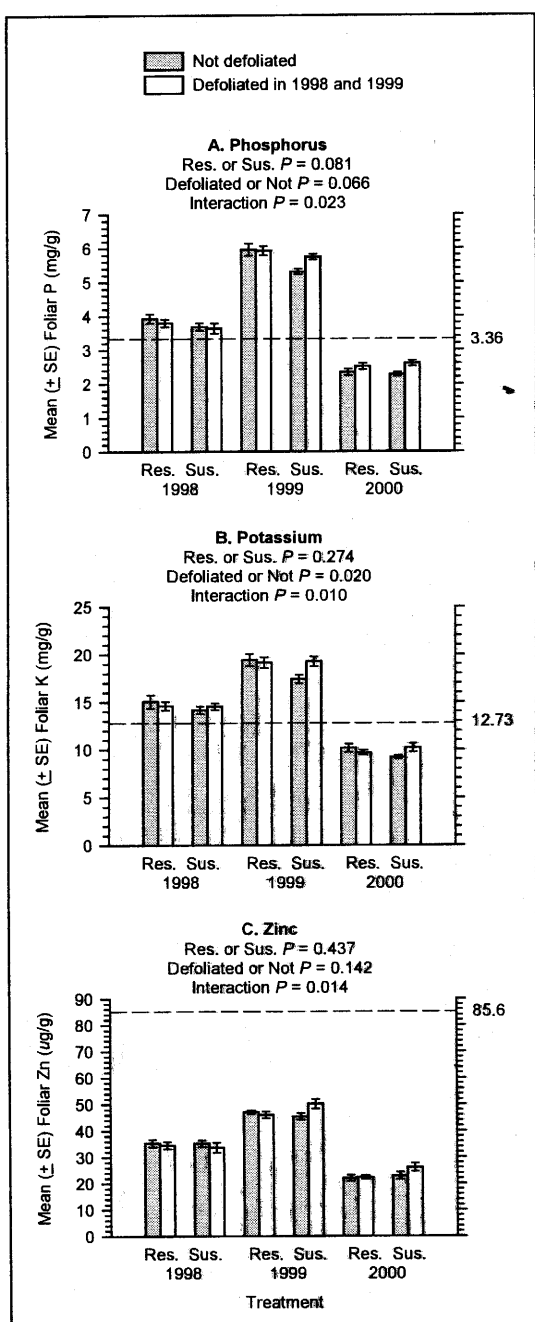 Not defoliated
Defoliated in 1998 and 1999
A. Phosphorus
Res. or Sus. P = 0.081
Defoliated or Not P = 0.066
Interaction P = 0.023
Mean (± SE) Foliar P (mg/g)
7
6
5
4
3
2
1
0
3.36
Res. Sus. Res. Sus. Res. Sus.
1998 1999 2000
B. Potassium
Res. or Sus. P = 0.274
Defoliated or Not P = 0.020
Interaction P = 0.010
Mean (± SE) Foliar K (mg/g)
25
20
15
10
5
0
12.73
Res. Sus. Res. Sus. Res. Sus.
1998 1999 2000
C. Zinc
Res. or Sus. P = 0.437
Defoliated or Not P = 0.142
Interaction P = 0.014
Mean (± SE) Foliar Zn (ug/g)
90
80
70
60
50
40
30
20
10
0
85.6
Res. Sus. Res. Sus. Res. Sus.
1998 1999 2000
Treatment